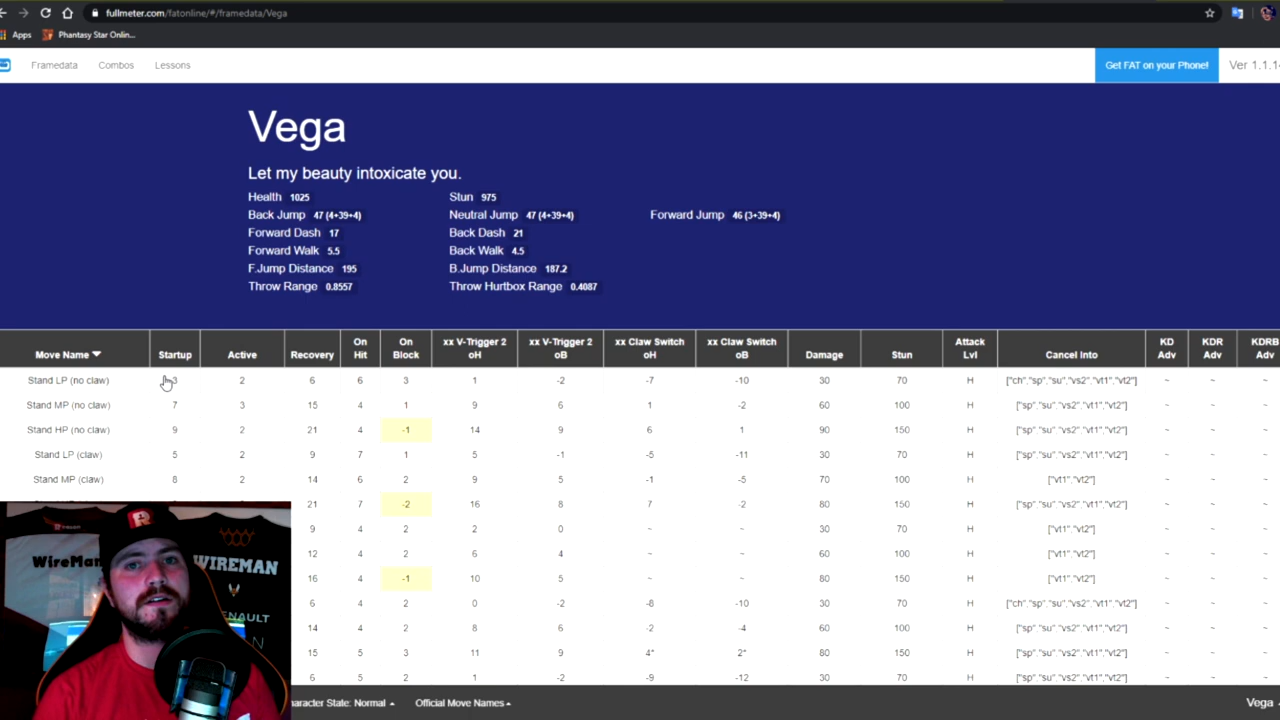 fullmeter.com/fatonline/#/framedata/Vega
Apps Phantasy Star Onlin...
Framedata Combos Lessons Get FAT on your Phone! Ver 1.1.1
Vega
Let my beauty intoxicate you.
Health 1025 Stun 975
Back Jump 47 (4+39+4) Neutral Jump 47 (4+39+4) Forward Jump 46 (3+39+4)
Forward Dash 17 Back Dash 21
Forward Walk 5.5 Back Walk 4.5
F.Jump Distance 195 B.Jump Distance 187.2
Throw Range 0.8557 Throw Hurtbox Range 0.4087
Move Name Startup Active Recovery On Hit On Block xx V-Trigger 2 oH xx V-Trigger 2 oB xx Claw Switch oH xx Claw Switch oB Damage Stun Attack Lvl Cancel Into KD Adv KDR Adv KDRB Adv
Stand LP (no claw) 3 2 6 6 3 1 -2 -7 -10 30 70 H ["ch","sp","su","vs2","vt1","vt2"] ~ ~ ~
Stand MP (no claw) 7 3 15 4 1 9 6 1 -2 60 100 H ["sp","su","vs2","vt1","vt2"] ~ ~ ~
Stand HP (no claw) 9 2 21 4 -1 14 9 6 1 90 150 H ["sp","su","vs2","vt1","vt2"] ~ ~ ~
Stand LP (claw) 5 2 9 7 1 5 -1 -5 -11 30 70 H ["sp","su","vs2","vt1","vt2"] ~ ~ ~
Stand MP (claw) 8 2 14 6 2 9 5 -1 -5 70 100 H ["vt1","vt2"] ~ ~ ~
21 7 -2 16 8 7 -2 80 150 H ["sp","su","vs2","vt1","vt2"] ~ ~ ~
9 4 2 2 0 ~ ~ 30 70 H ["vt1","vt2"] ~ ~ ~
12 4 2 6 4 ~ ~ 60 100 H ["vt1","vt2"] ~ ~ ~
16 4 -1 10 5 ~ ~ 80 150 H ["vt1","vt2"] ~ ~ ~
6 4 2 0 -2 -8 -10 30 70 H ["ch","sp","su","vs2","vt1","vt2"] ~ ~ ~
14 4 2 8 6 -2 -4 60 100 H ["sp","su","vs2","vt1","vt2"] ~ ~ ~
15 5 3 11 9 4* 2* 80 150 H ["sp","su","vs2","vt1","vt2"] ~ ~ ~
6 5 2 1 -2 -9 -12 30 70 H ["sp","su","vs2","vt1","vt2"] ~ ~ ~
WireMan
WIREMAN
ENAULT
aracter State: Normal Official Move Names Vega